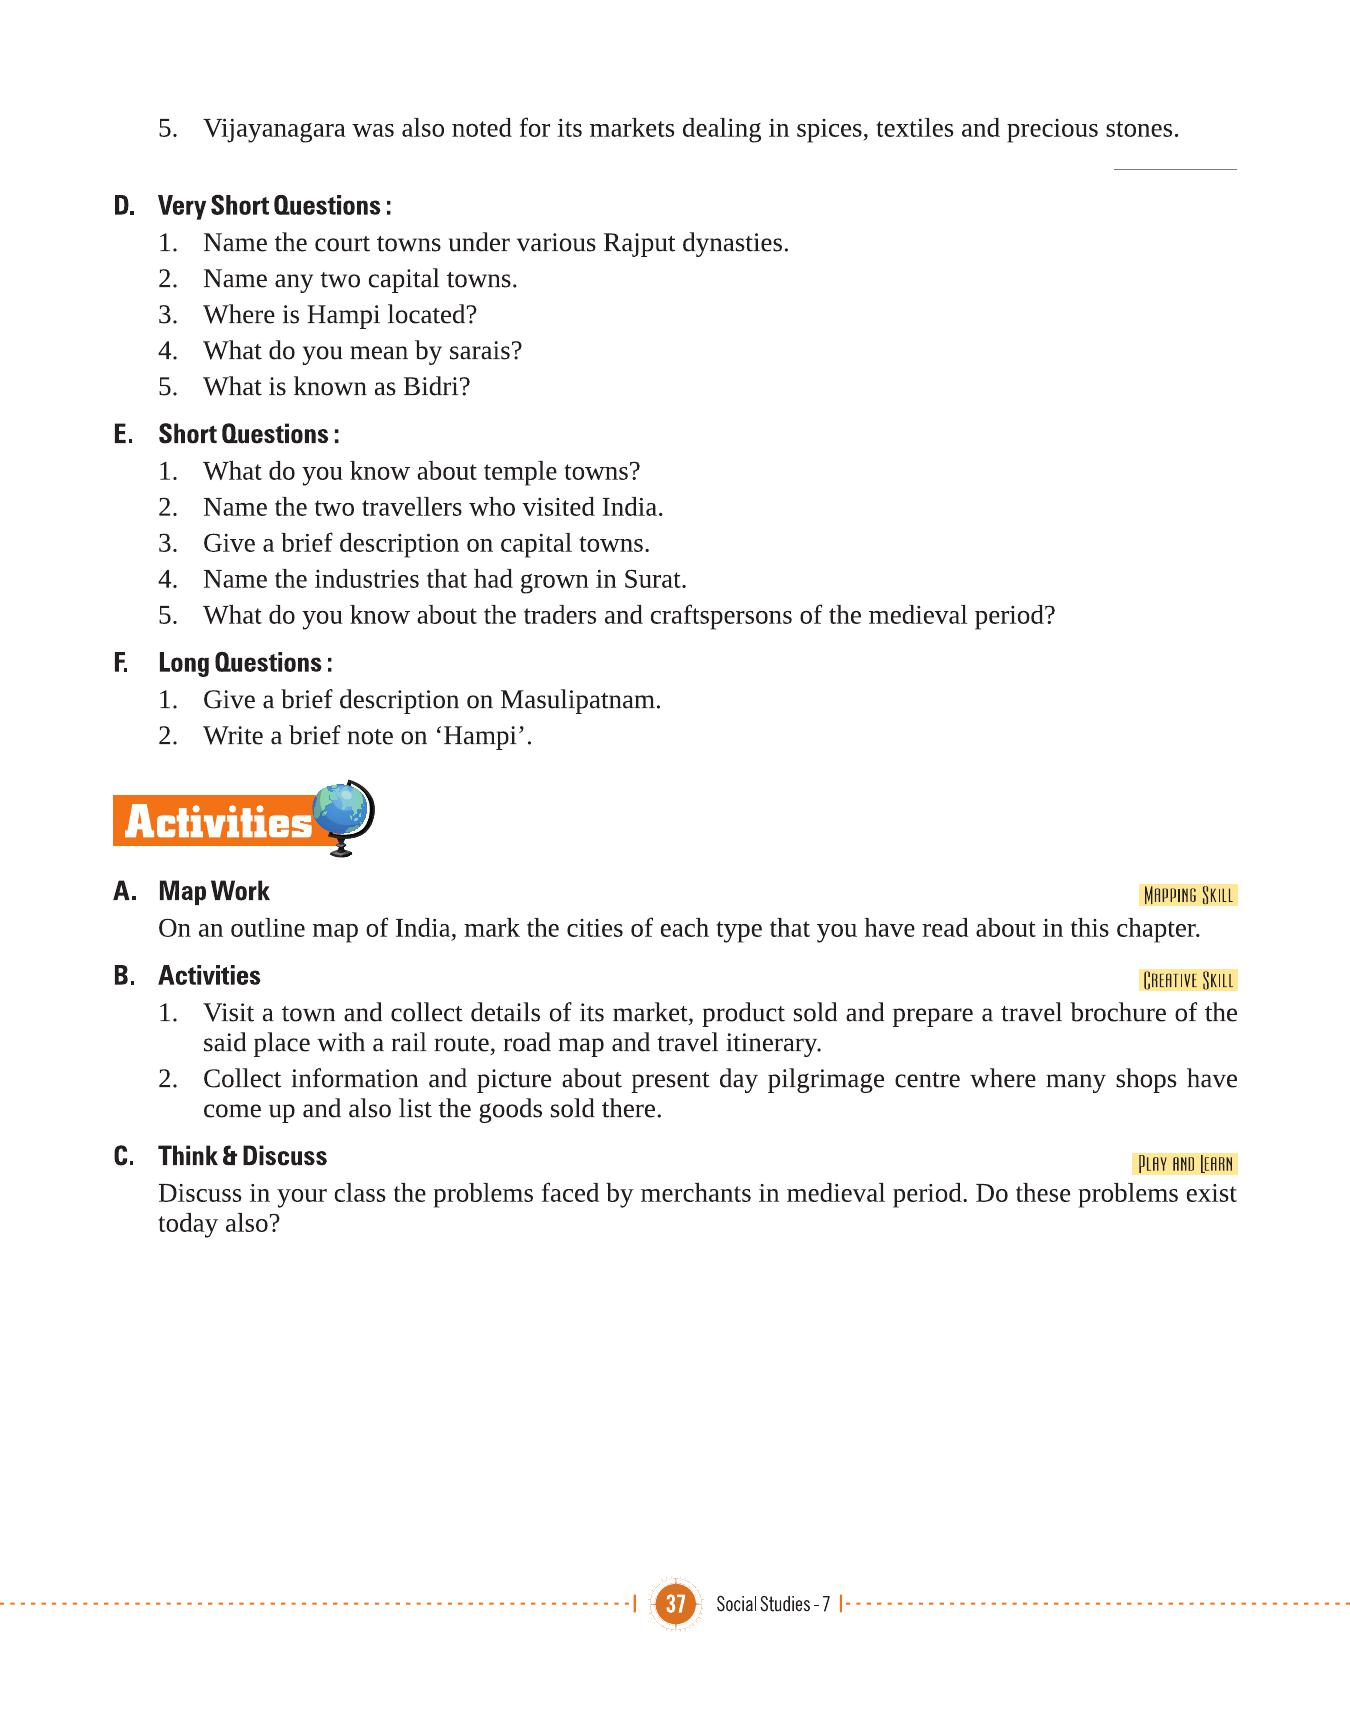 5. Vijayanagara was also noted for its markets dealing in spices, textiles and precious stones.
D. Very Short Questions :
1. Name the court towns under various Rajput dynasties.
2. Name any two capital towns.
3. Where is Hampi located?
4. What do you mean by sarais?
5. What is known as Bidri?
E. Short Questions :
1. What do you know about temple towns?
2. Name the two travellers who visited India.
3. Give a brief description on capital towns.
4. Name the industries that had grown in Surat.
5. What do you know about the traders and craftspersons of the medieval period?
F. Long Questions :
1. Give a brief description on Masulipatnam.
2. Write a brief note on ‘Hampi’.
Activities
A. Map Work MAPPING SKILL
On an outline map of India, mark the cities of each type that you have read about in this chapter.
B. Activities CREATIVE SKILL
1. Visit a town and collect details of its market, product sold and prepare a travel brochure of the
said place with a rail route, road map and travel itinerary.
2. Collect information and picture about present day pilgrimage centre where many shops have
come up and also list the goods sold there.
C. Think & Discuss PLAY AND LEARN
Discuss in your class the problems faced by merchants in medieval period. Do these problems exist
today also?
37 Social Studies - 7